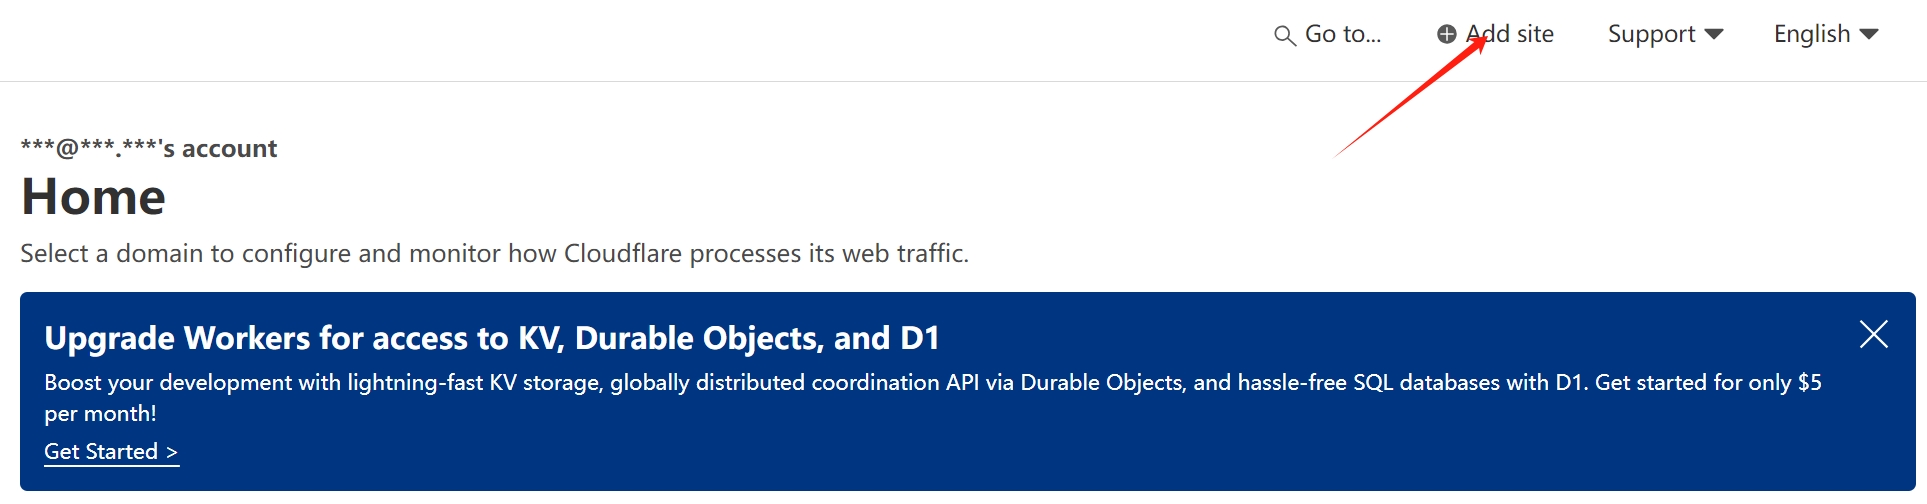 Go to...
Add site
Support
English
***@***.***'s account
Home
Select a domain to configure and monitor how Cloudflare processes its web traffic.
Upgrade Workers for access to KV, Durable Objects, and D1
Boost your development with lightning-fast KV storage, globally distributed coordination API via Durable Objects, and hassle-free SQL databases with D1. Get started for only $5
per month!
Get Started >